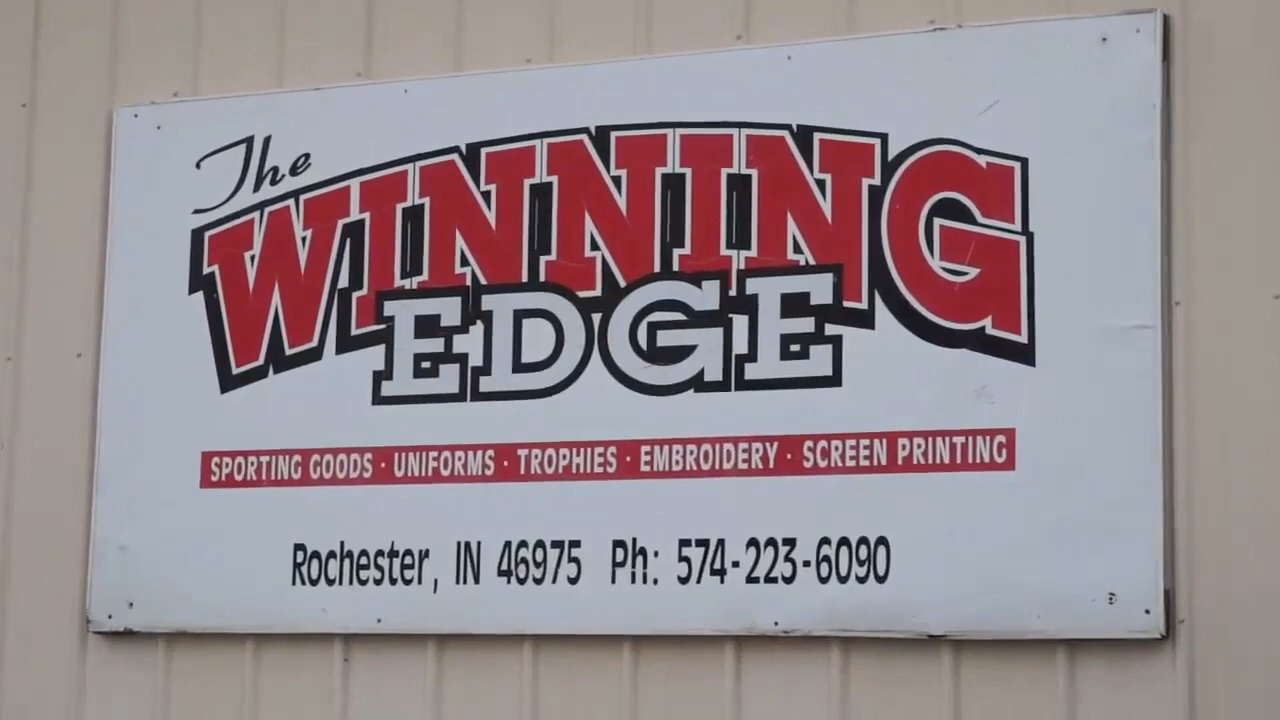 The
WINNING
EDGE
SPORTING GOODS · UNIFORMS · TROPHIES · EMBROIDERY · SCREEN PRINTING
Rochester, IN 46975 Ph: 574-223-6090